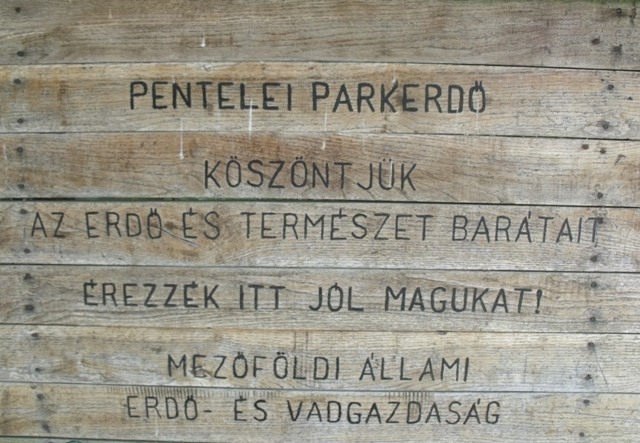 PENTELEI PARKERDŐ
KÖSZÖNTJÜK
AZ ERDŐ ÉS TERMÉSZET BARÁTAIT
ÉREZZÉK ITT JÓL MAGUKAT!
MEZŐFÖLDI ÁLLAMI
ERDŐ- ÉS VADGAZDASÁG